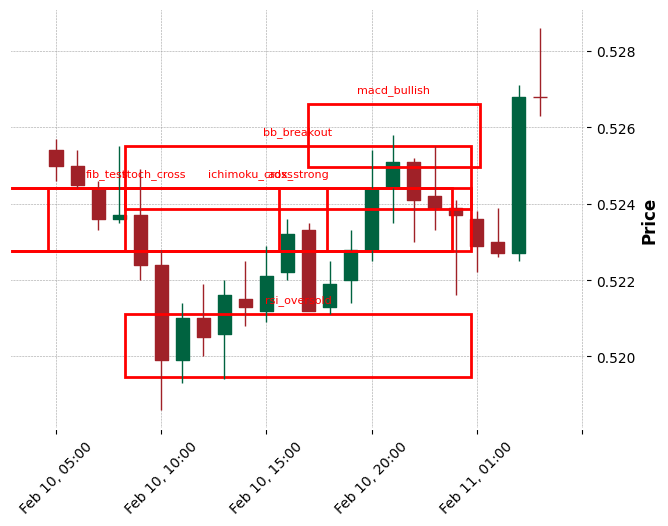 macd_bullish
bb_breakout
fib_test
stoch_cross
ichimoku_cross
adx_strong
rsi_oversold
0.528
0.526
0.524
0.522
0.520
Price
Feb 10, 05:00
Feb 10, 10:00
Feb 10, 15:00
Feb 10, 20:00
Feb 11, 01:00